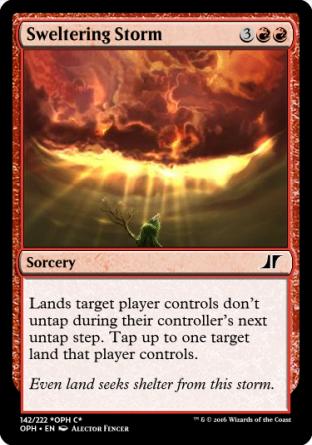 Sweltering Storm 3
Sorcery
Lands target player controls don't
untap during their controller's next
untap step. Tap up to one target
land that player controls.
Even land seeks shelter from this storm.
142/222 *OPH C*
OPH • EN ALECTOR FENCER
™ & © 2016 Wizards of the Coast